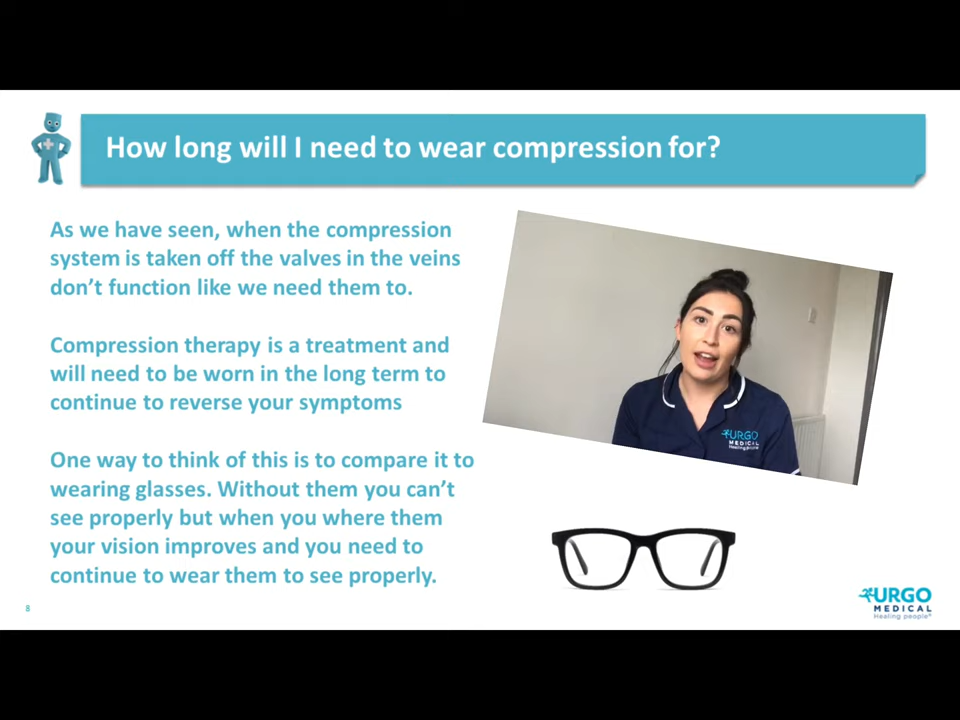 How long will I need to wear compression for?
As we have seen, when the compression
system is taken off the valves in the veins
don't function like we need them to.
Compression therapy is a treatment and
will need to be worn in the long term to
continue to reverse your symptoms
One way to think of this is to compare it to
wearing glasses. Without them you can't
see properly but when you where them
your vision improves and you need to
continue to wear them to see properly.
URGO
MEDICAL
Healing people
8
URGO
MEDICAL
Healing people®